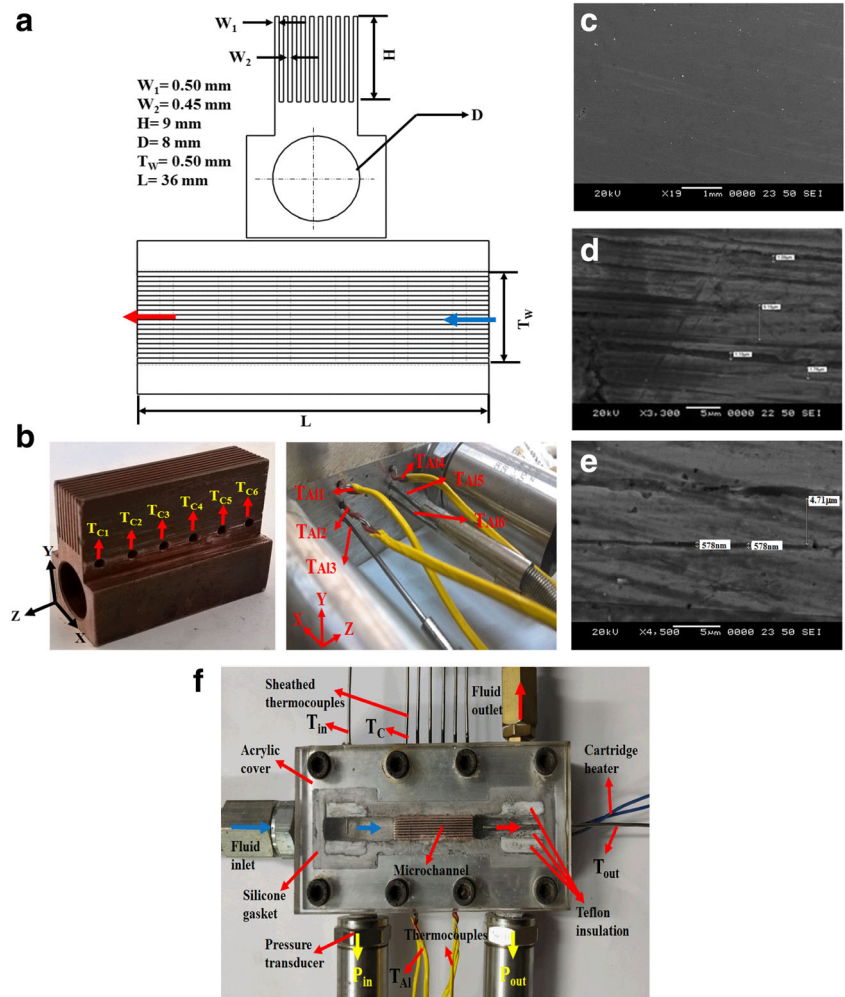 a
W1
W2
H
W1= 0.50 mm
W2= 0.45 mm
H= 9 mm
D= 8 mm
TW= 0.50 mm
L= 36 mm
D
TW
L
b
TC1
TC2
TC3
TC4
TC5
TC6
Y
Z
X
TAl1
TAl2
TAl3
TAl4
TAl5
TAl6
Y
X
Z
c
20kV X19 1mm 0000 23 50 SEI
d
20kV X3,300 5μm 0000 22 50 SEI
e
4.71μm
578nm
578nm
20kV X4,500 5μm 0000 23 50 SEI
f
Sheathed
thermocouples
Tin
TC
Fluid
outlet
Acrylic
cover
Cartridge
heater
Fluid
inlet
Microchannel
Tout
Silicone
gasket
Teflon
insulation
Pressure
transducer
Thermocouples
Pin
TAl
Pout